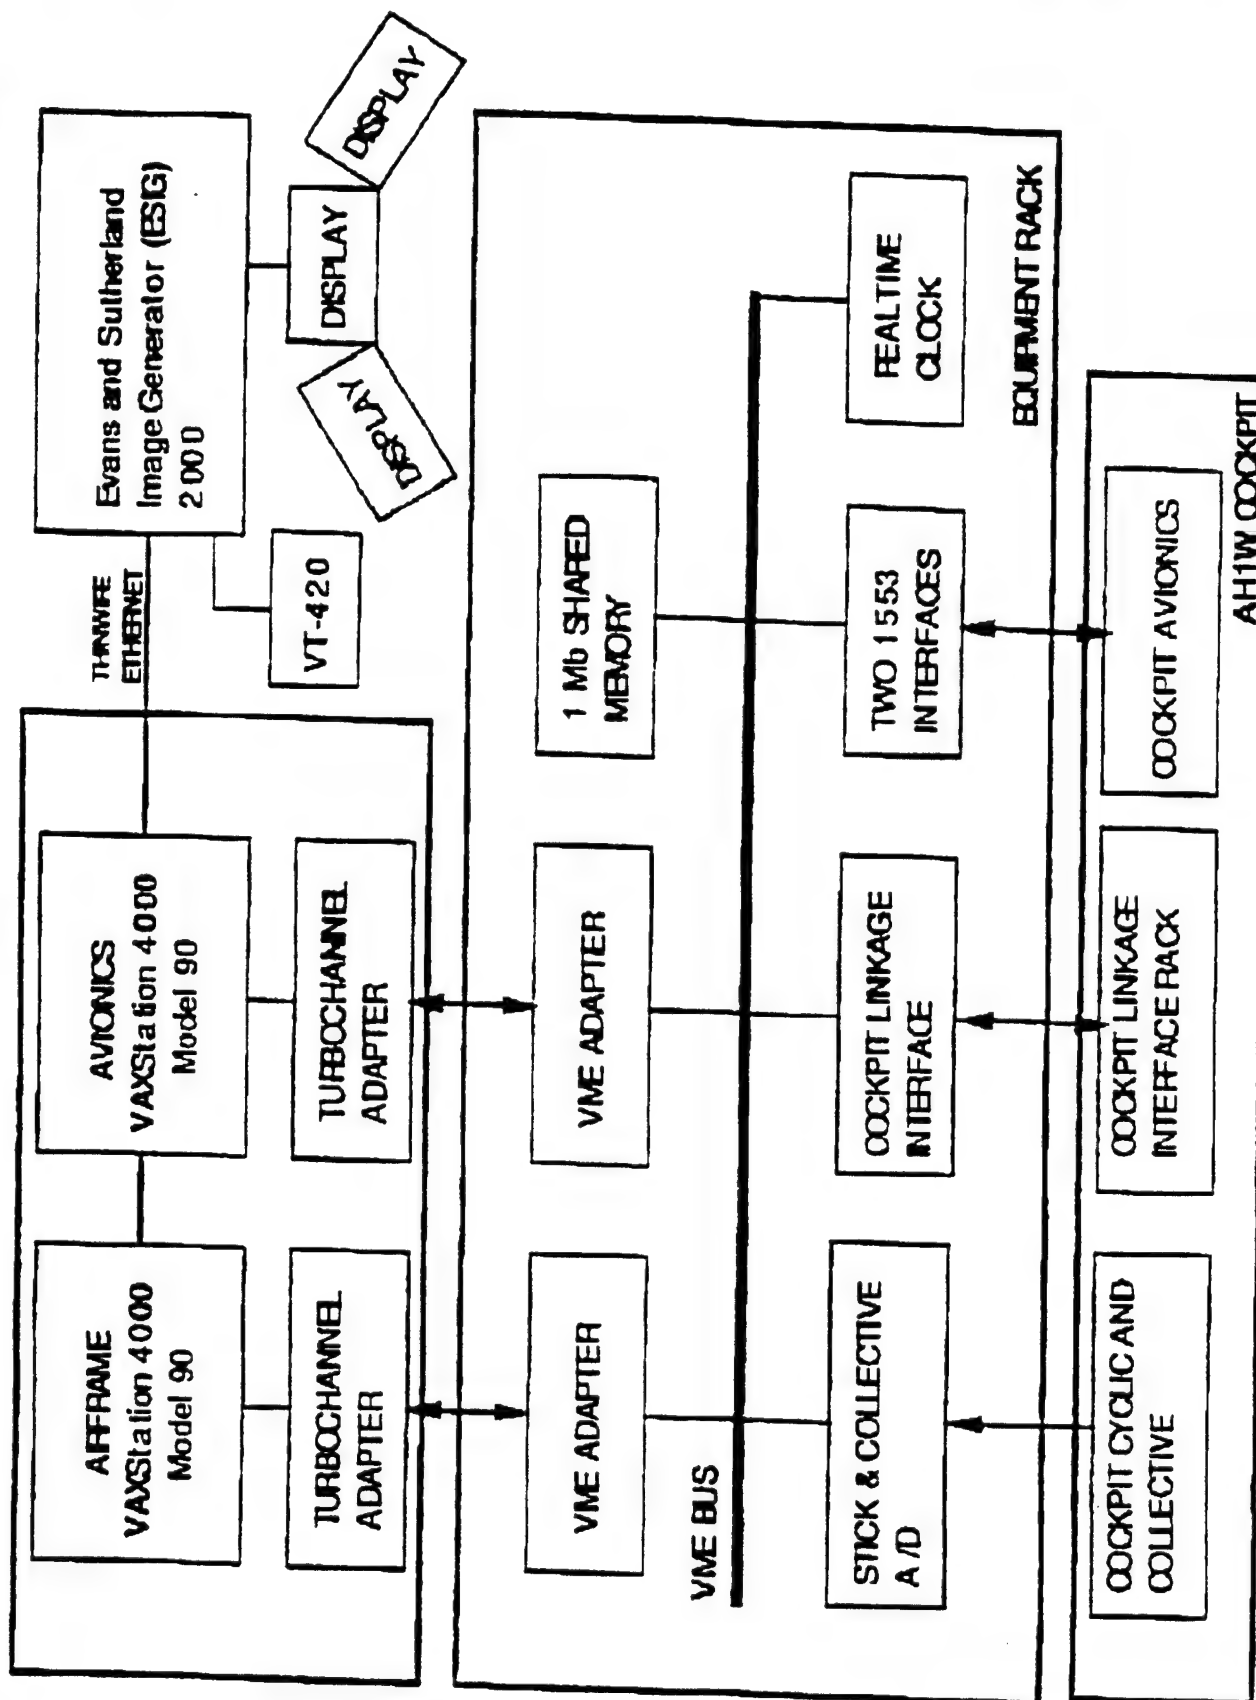 AIRFRAME
VAXStation 4000
Model 90
AVIONICS
VAXStation 4000
Model 90
THINWIRE
ETHERNET
Evans and Sutherland
Image Generator (ESIG)
2000
TURBOCHANNEL
ADAPTER
TURBOCHANNEL
ADAPTER
VT-420
DISPLAY
DISPLAY
DISPLAY
VME ADAPTER
VME ADAPTER
1 Mb SHARED
MEMORY
VME BUS
STICK & COLLECTIVE
A/D
COCKPIT LINKAGE
INTERFACE
TWO 1553
INTERFACES
REALTIME
CLOCK
EQUIPMENT RACK
COCKPIT CYCLIC AND
COLLECTIVE
COCKPIT LINKAGE
INTERFACE RACK
COCKPIT AVIONICS
AH1W COCKPIT